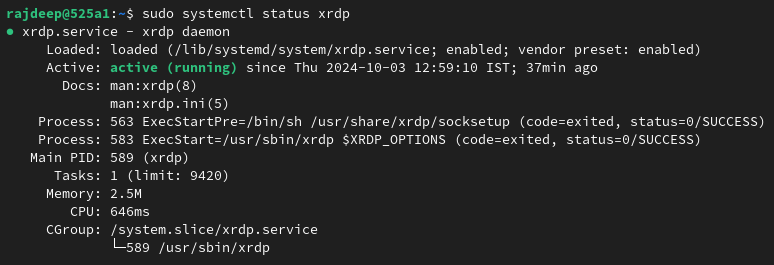 rajdeep@525a1:~$ sudo systemctl status xrdp
● xrdp.service - xrdp daemon
     Loaded: loaded (/lib/systemd/system/xrdp.service; enabled; vendor preset: enabled)
     Active: active (running) since Thu 2024-10-03 12:59:10 IST; 37min ago
       Docs: man:xrdp(8)
             man:xrdp.ini(5)
    Process: 563 ExecStartPre=/bin/sh /usr/share/xrdp/socksetup (code=exited, status=0/SUCCESS)
    Process: 583 ExecStart=/usr/sbin/xrdp $XRDP_OPTIONS (code=exited, status=0/SUCCESS)
   Main PID: 589 (xrdp)
      Tasks: 1 (limit: 9420)
     Memory: 2.5M
        CPU: 646ms
     CGroup: /system.slice/xrdp.service
             └─589 /usr/sbin/xrdp